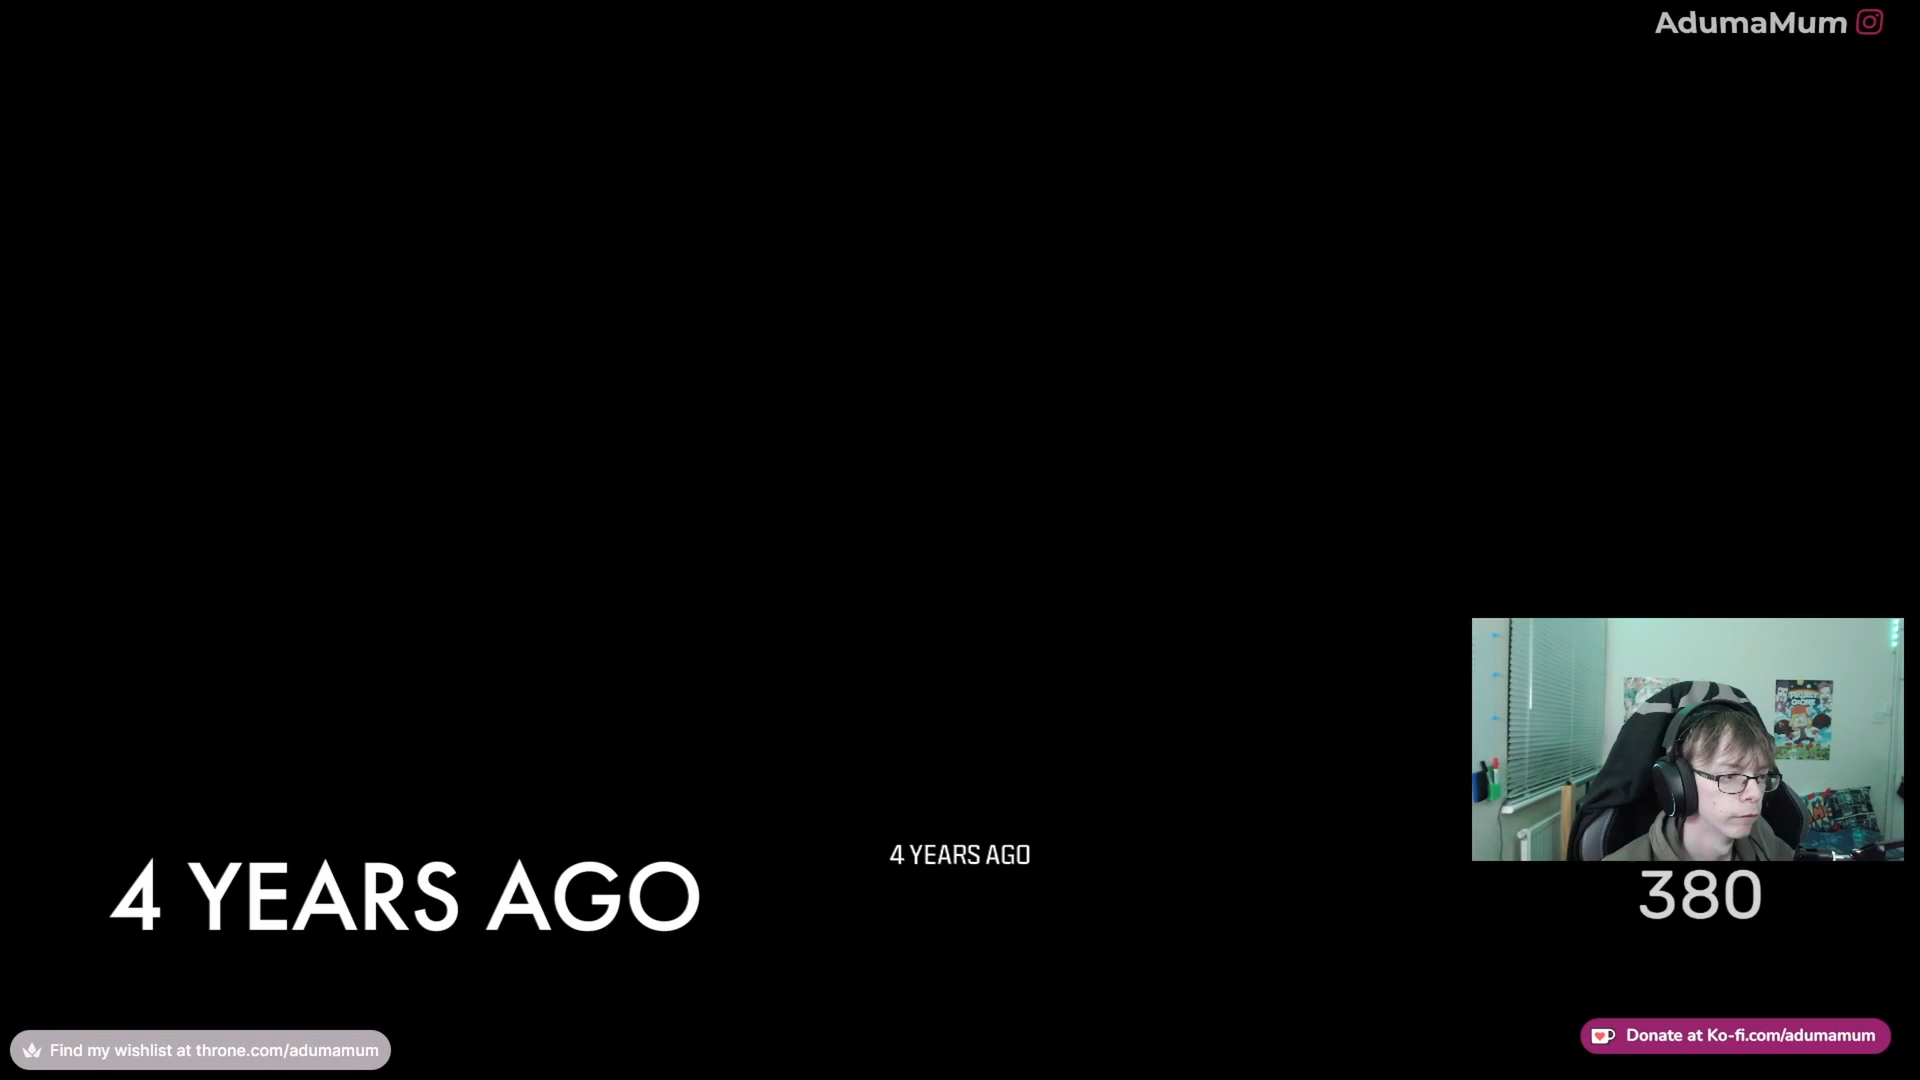 AdumaMum
4 YEARS AGO
4 YEARS AGO
380
Find my wishlist at throne.com/adumamum
Donate at Ko-fi.com/adumamum